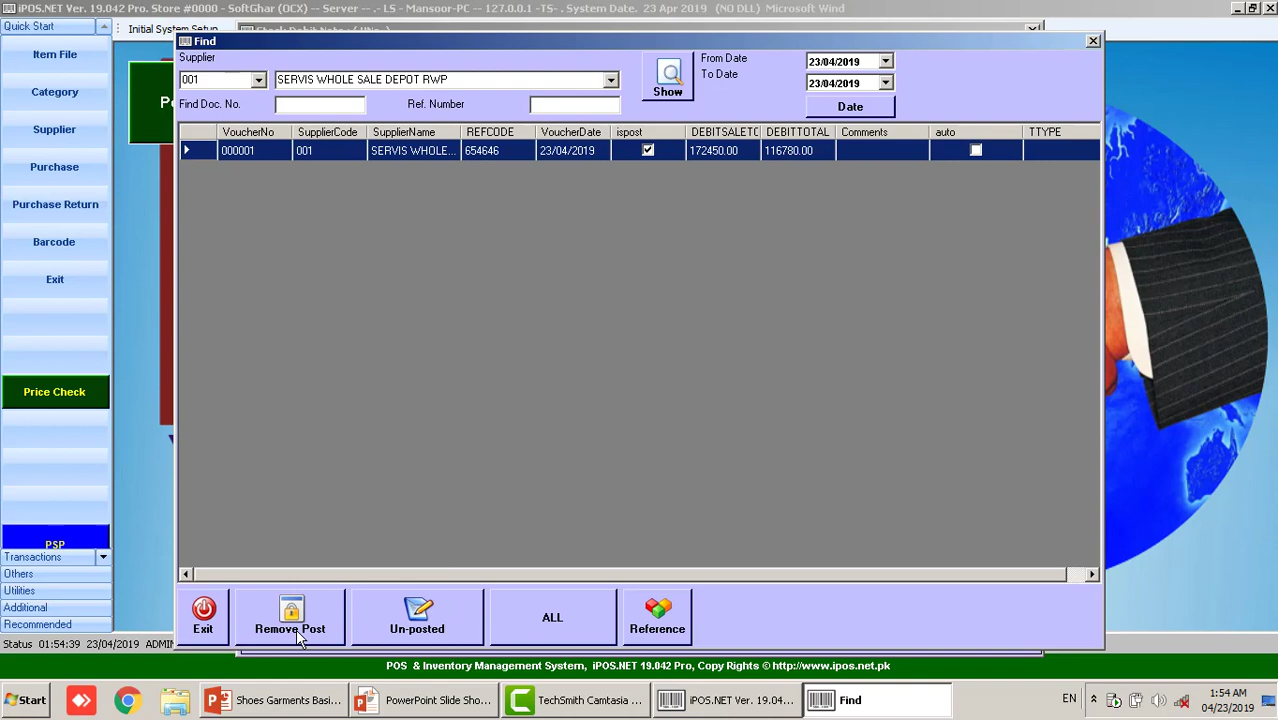 iPOS.NET Ver. 19.042 Pro. Store #0000 - SoftGhar (OCX) -- Server -- .- LS - Mansoor-PC -- 127.0.0.1 -TS- . System Date. 23 Apr 2019 (NO DLL) Microsoft Wind
Quick Start
Initial System Setup
Find
Item File
Category
Supplier
Purchase
Purchase Return
Barcode
Exit
Price Check
PSP
Transactions
Others
Utilities
Additional
Recommended
Supplier
001
SERVIS WHOLE SALE DEPOT RWP
Find Doc. No.
Ref. Number
Show
From Date
23/04/2019
To Date
23/04/2019
Date
VoucherNo SupplierCode SupplierName REFCODE VoucherDate ispost DEBITSALETC DEBITTOTAL Comments auto TTYPE
000001 001 SERVIS WHOLE... 654646 23/04/2019 172450.00 116780.00
Exit
Remove Post
Un-posted
ALL
Reference
Status: 01:54:39 23/04/2019 ADMIN
POS & Inventory Management System, iPOS.NET 19.042 Pro, Copy Rights © http://www.ipos.net.pk
Start
Shoes Garments Basi...
PowerPoint Slide Sho...
TechSmith Camtasia ...
iPOS.NET Ver. 19.04...
Find
EN
1:54 AM
04/23/2019